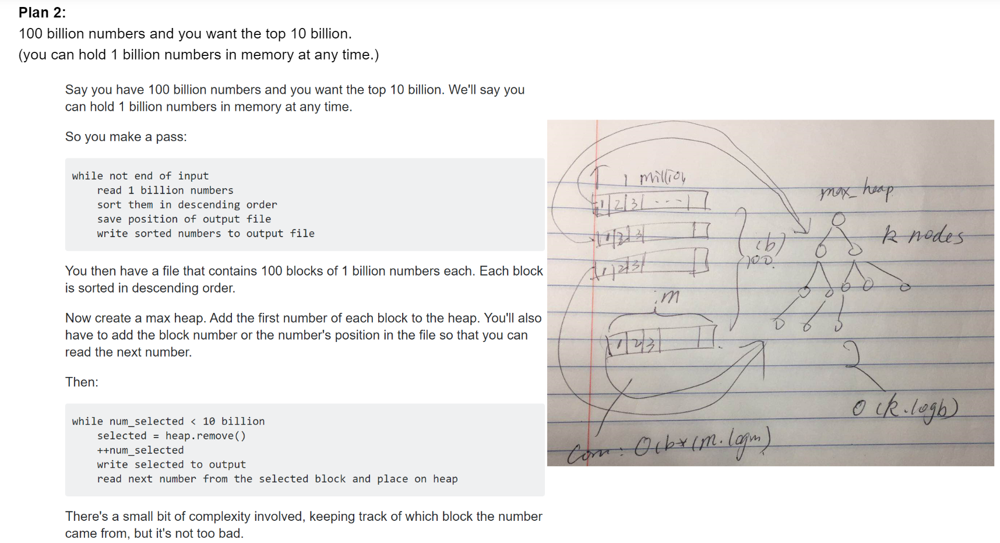 Plan 2:
100 billion numbers and you want the top 10 billion.
(you can hold 1 billion numbers in memory at any time.)
Say you have 100 billion numbers and you want the top 10 billion. We'll say you
can hold 1 billion numbers in memory at any time.
So you make a pass:
while not end of input
read 1 billion numbers
sort them in descending order
save position of output file
write sorted numbers to output file
You then have a file that contains 100 blocks of 1 billion numbers each. Each block
is sorted in descending order.
Now create a max heap. Add the first number of each block to the heap. You'll also
have to add the block number or the number's position in the file so that you can
read the next number.
Then:
while num_selected < 10 billion
selected = heap.remove()
++num_selected
write selected to output
read next number from the selected block and place on heap
There's a small bit of complexity involved, keeping track of which block the number
came from, but it's not too bad.
1 million
1 2 3 - - -
1 2 3
1 2 3
(b)
100
m
1 2 3
max_heap
k nodes
O(k.logb)
Com: O(b*(m.logm)